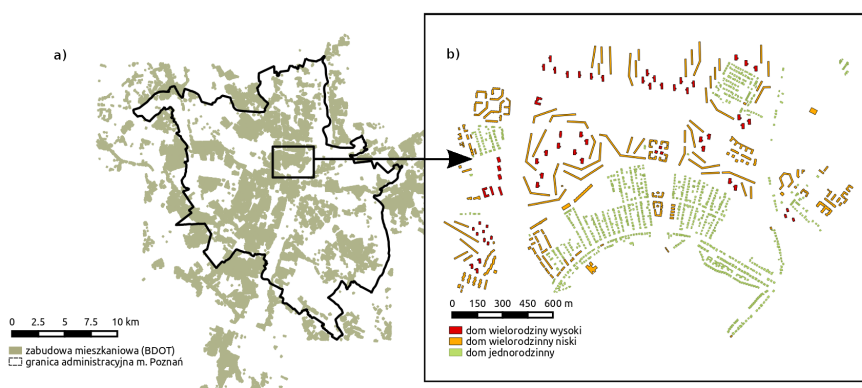 a)
0 2.5 5 7.5 10 km
zabudowa mieszkaniowa (BDOT)
granica administracyjna m. Poznań
b)
0 150 300 450 600 m
dom wielorodziny wysoki
dom wielorodzinny niski
dom jednorodzinny